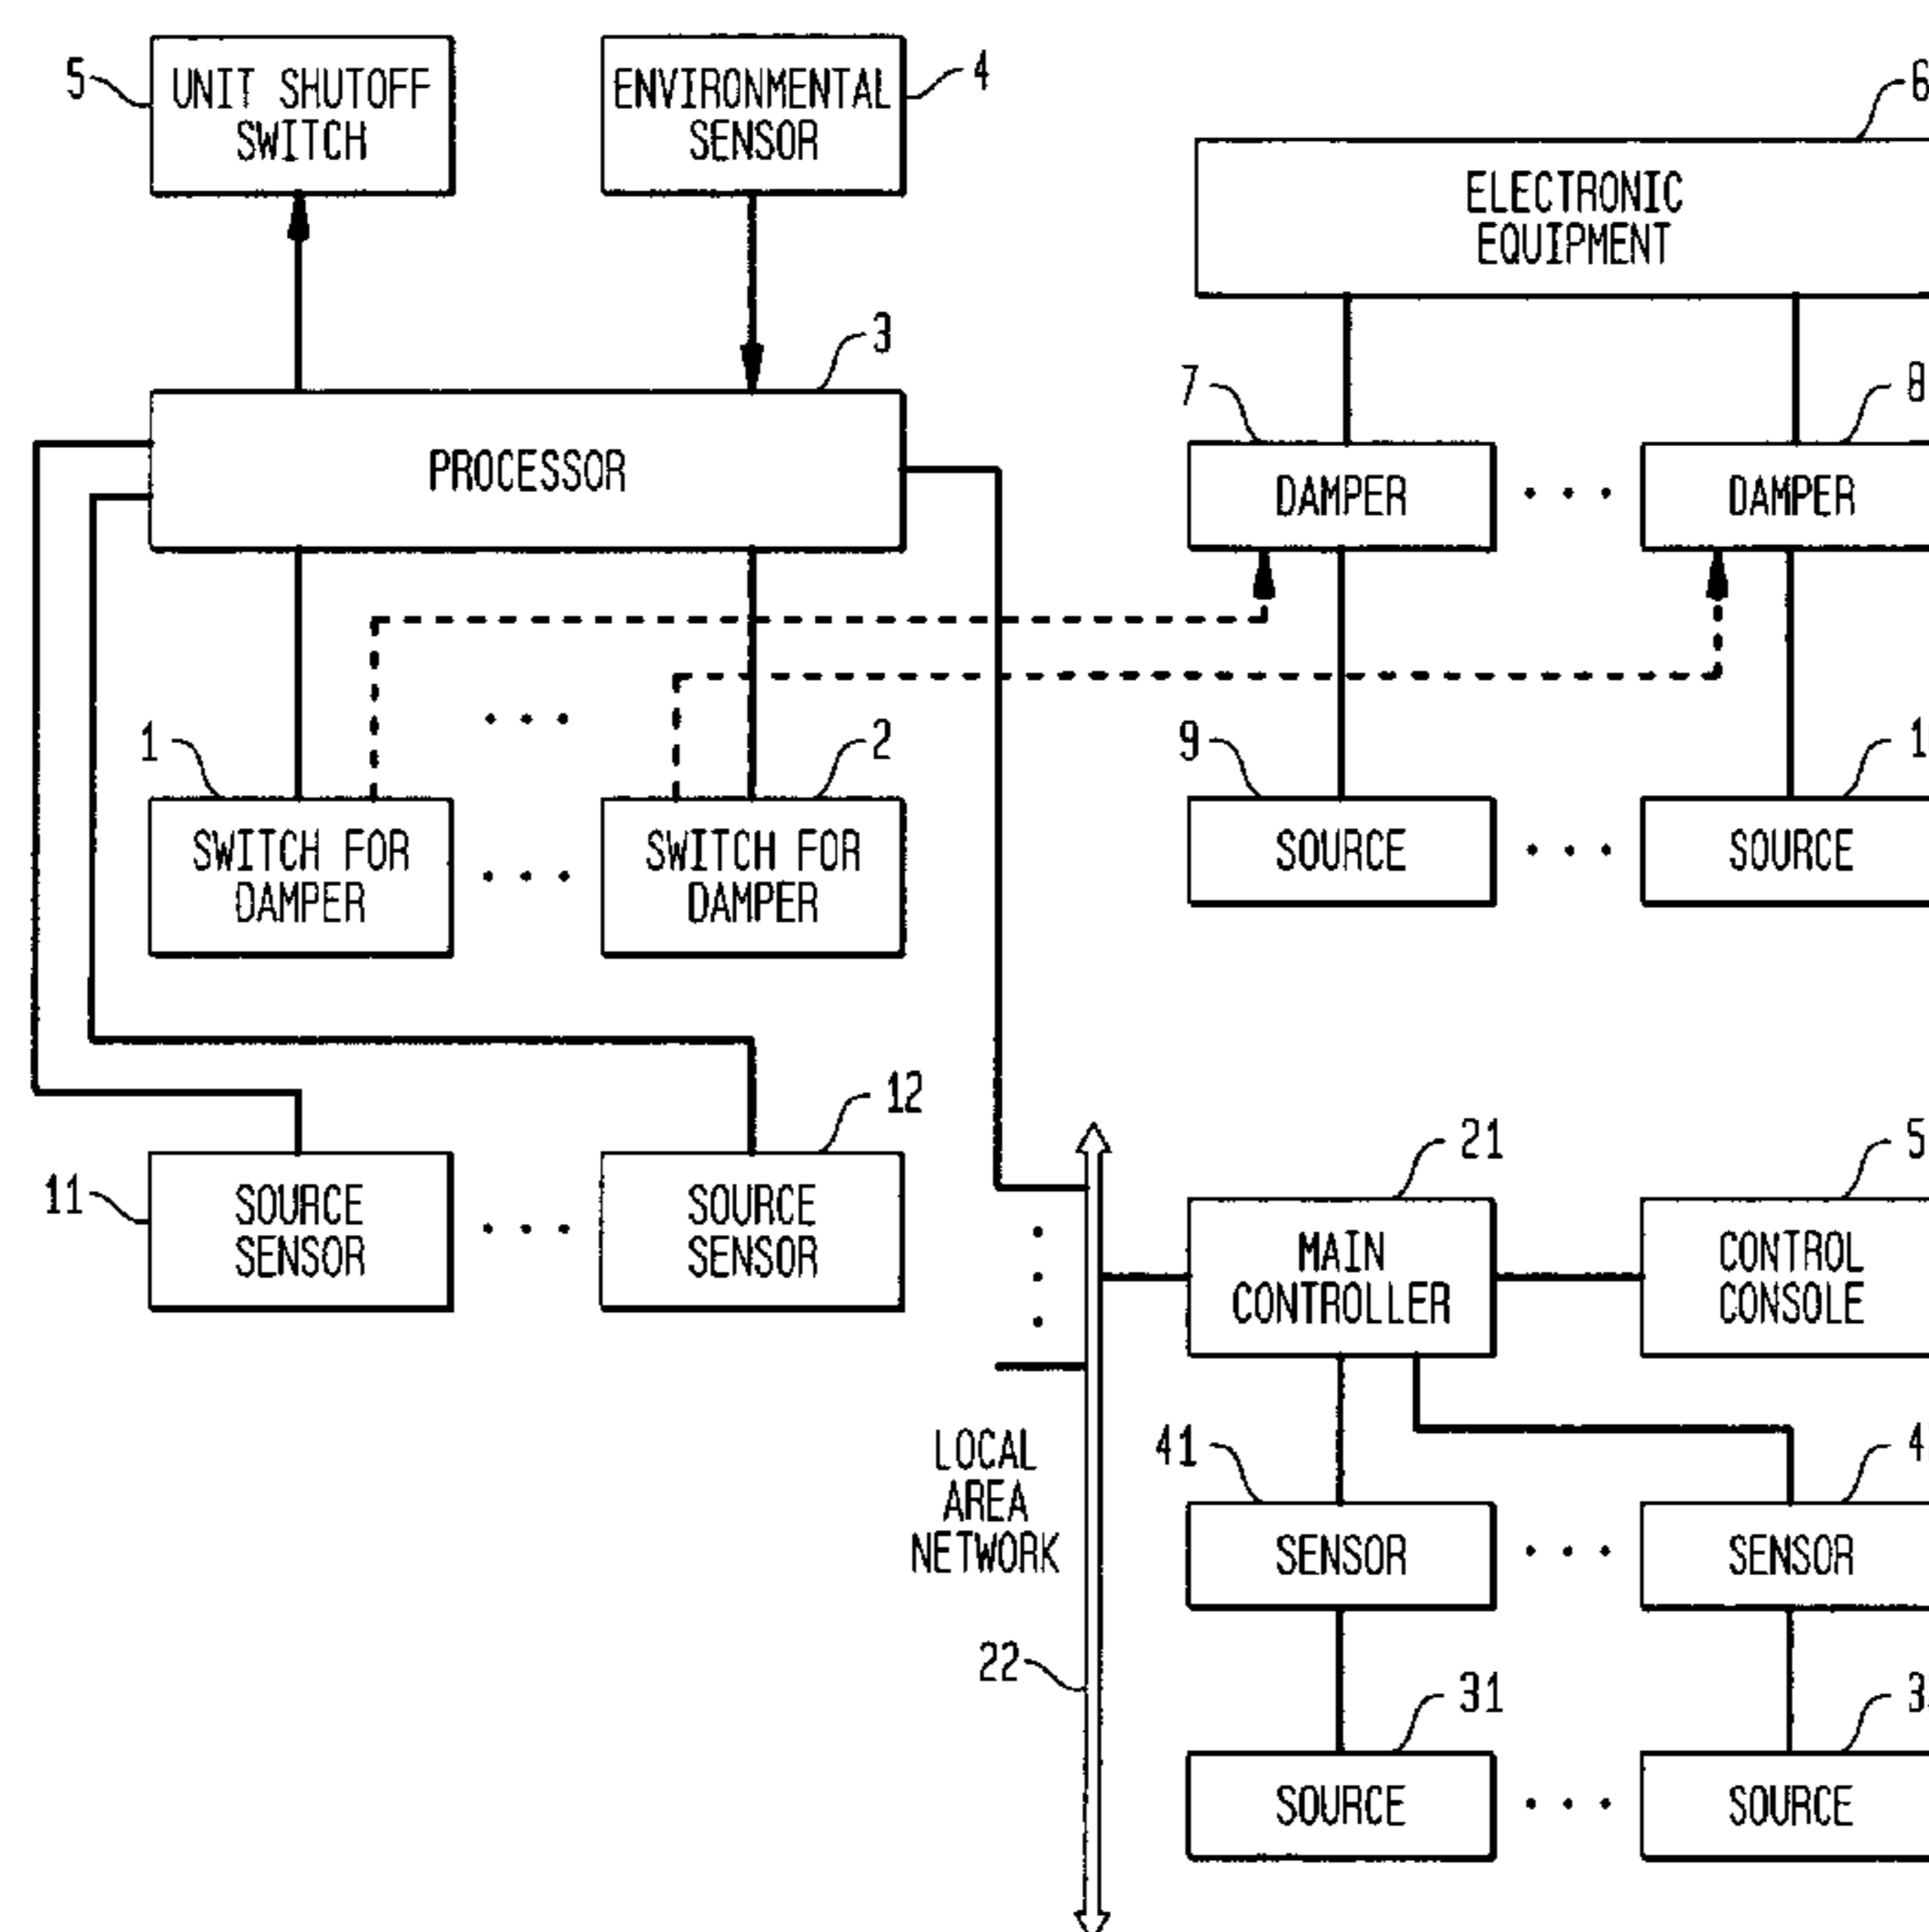 5
UNIT SHUTOFF
SWITCH
ENVIRONMENTAL
SENSOR
4
6
ELECTRONIC
EQUIPMENT
3
PROCESSOR
7
DAMPER
8
DAMPER
1
SWITCH FOR
DAMPER
2
SWITCH FOR
DAMPER
9
SOURCE
SOURCE
11
SOURCE
SENSOR
12
SOURCE
SENSOR
21
MAIN
CONTROLLER
CONTROL
CONSOLE
LOCAL
AREA
NETWORK
22
41
SENSOR
SENSOR
31
SOURCE
SOURCE